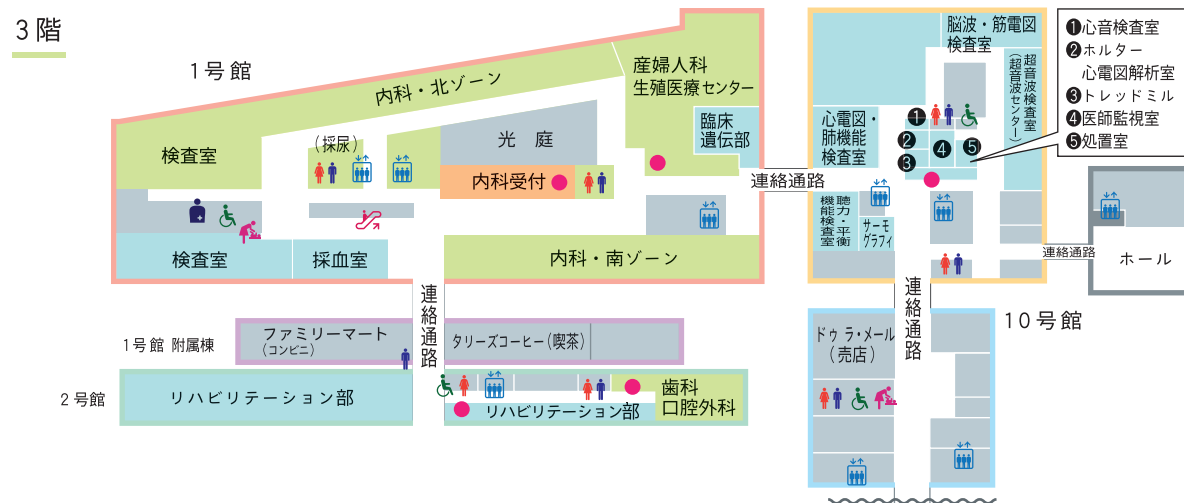 3階
1号館
内科・北ゾーン
産婦人科
生殖医療センター
臨床
遺伝部
検査室
(採尿)
光庭
内科受付
検査室
採血室
内科・南ゾーン
連絡通路
連絡通路
1号館 附属棟
ファミリーマート
(コンビニ)
タリーズコーヒー(喫茶)
2号館
リハビリテーション部
リハビリテーション部
歯科
口腔外科
脳波・筋電図
検査室
超音波検査室
(超音波センター)
心電図・
肺機能
検査室
❶
❷
❸
❹
❺
❶心音検査室
❷ホルター
心電図解析室
❸トレッドミル
❹医師監視室
❺処置室
聴力・平衡
機能検査室
サーモ
グラフィ
連絡通路
ホール
連絡通路
10号館
ドゥ ラ・メール
(売店)